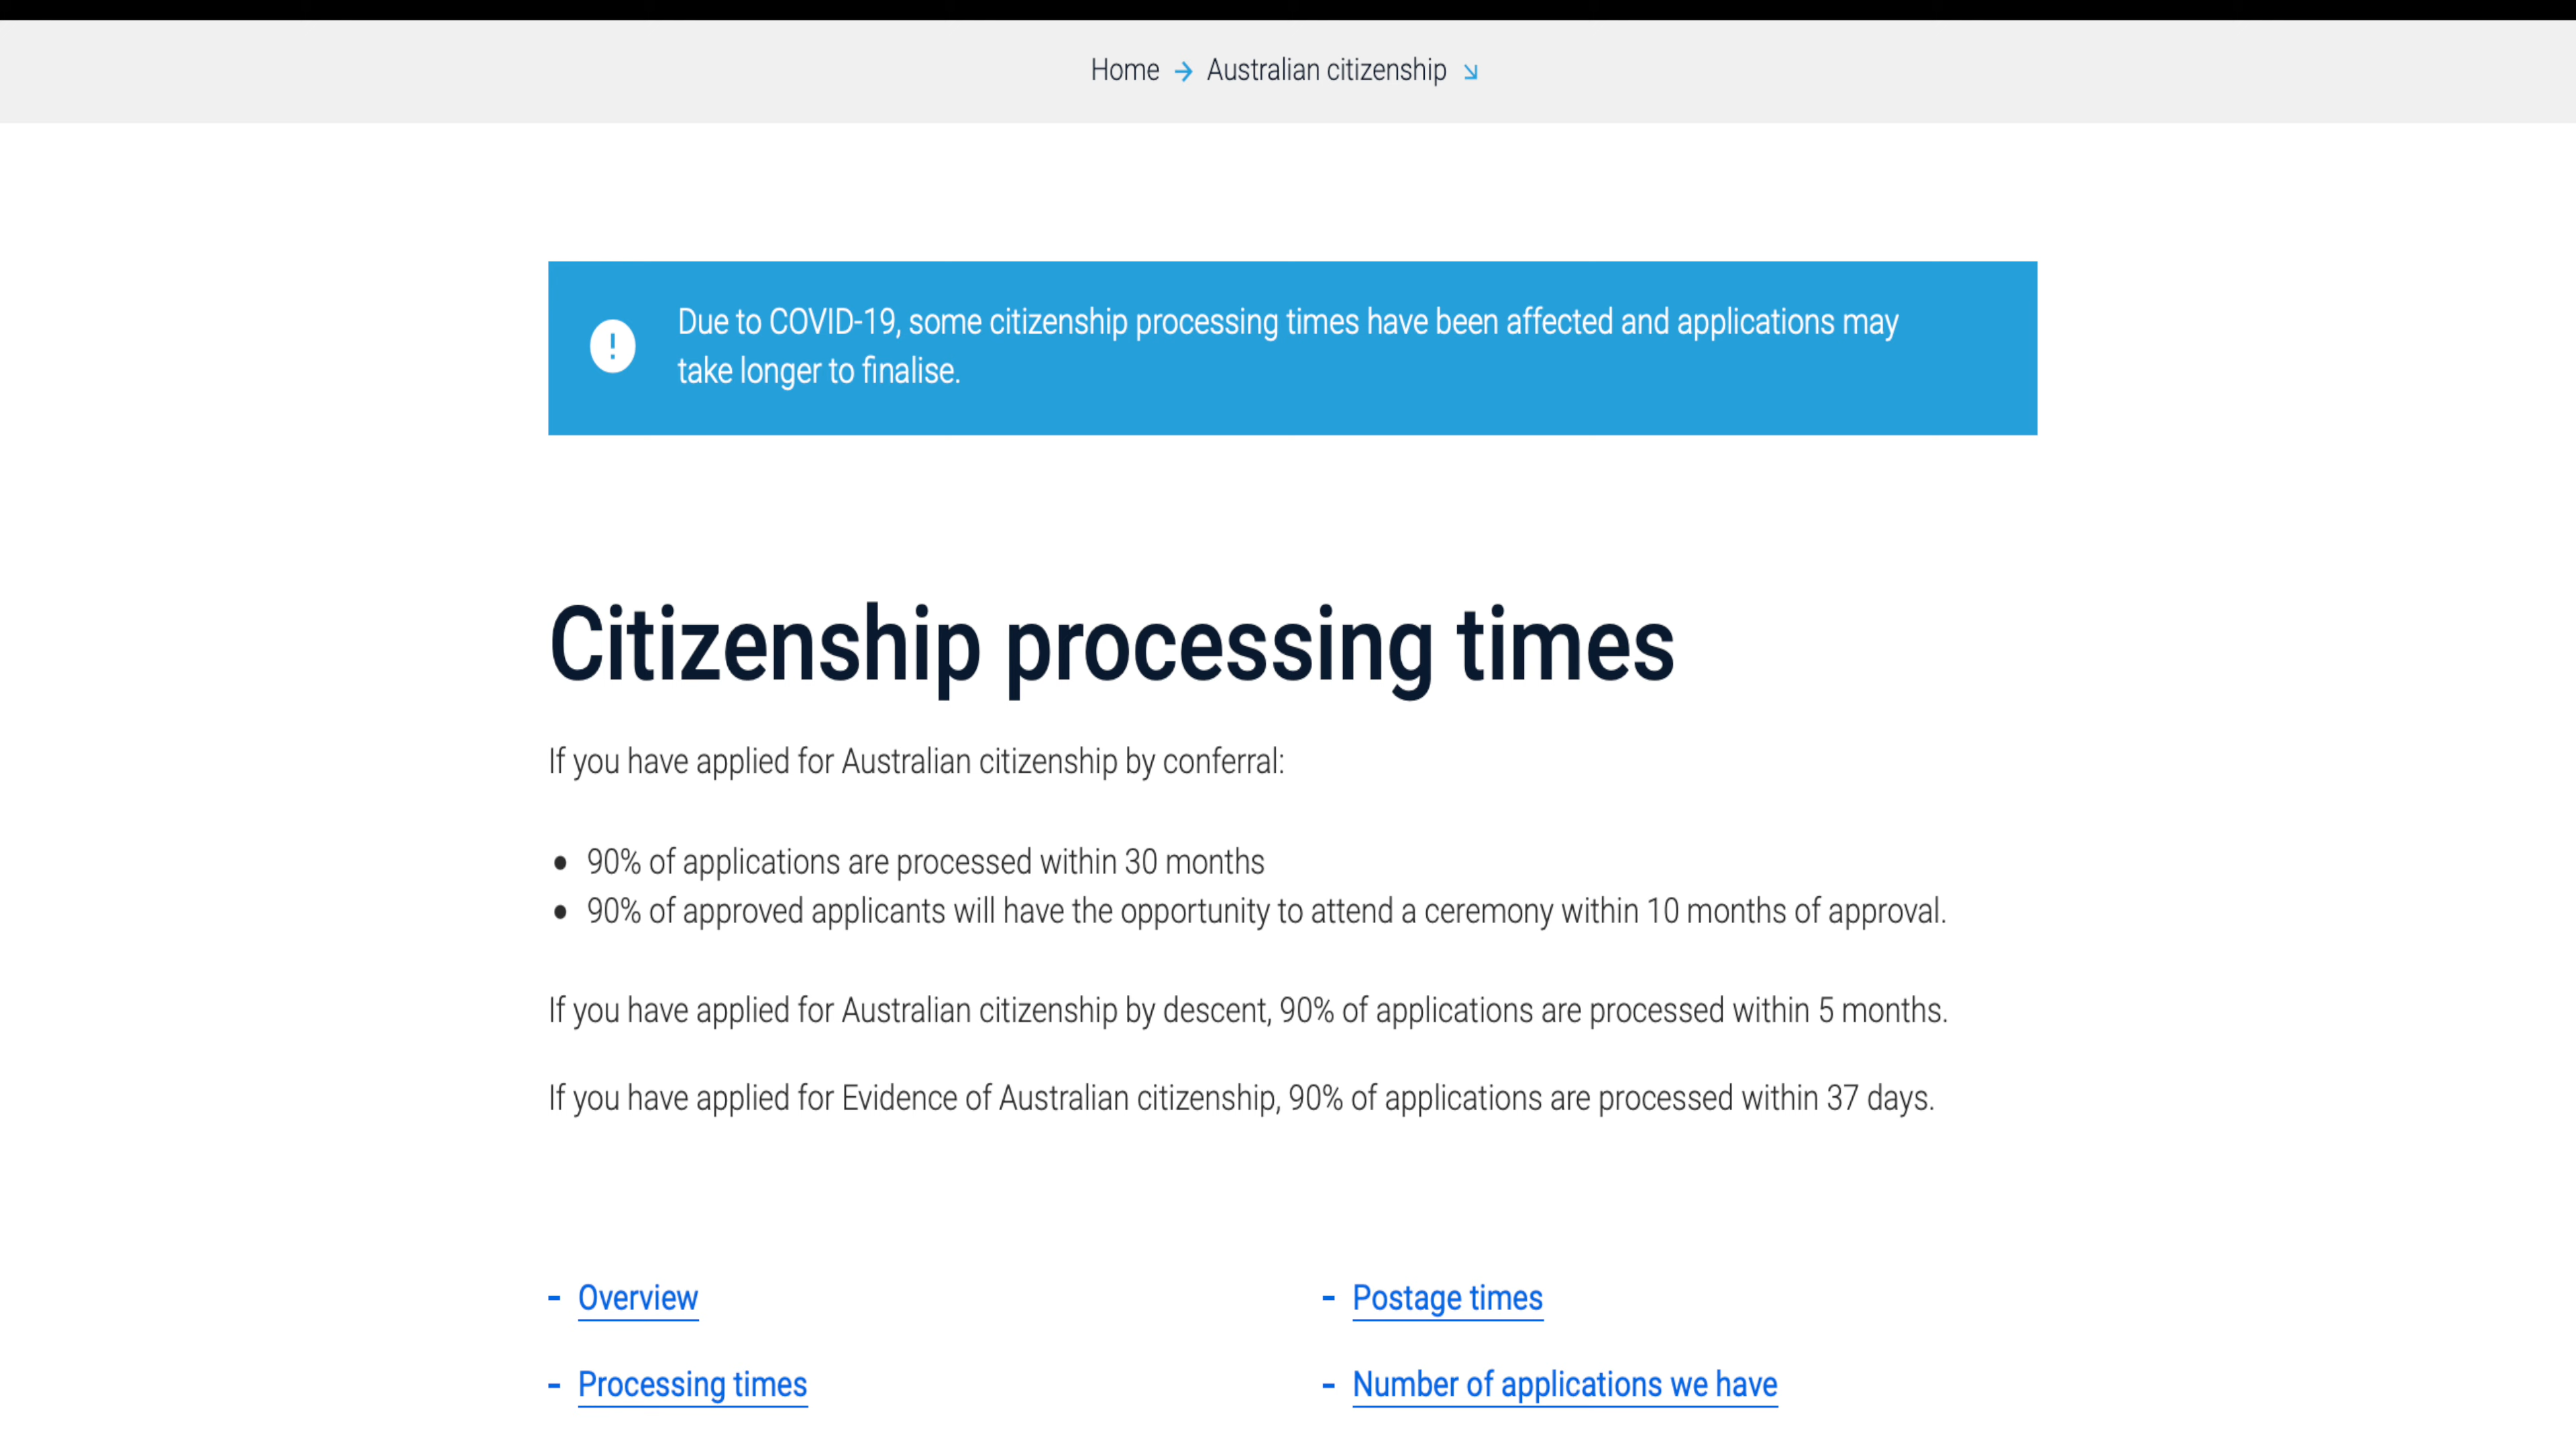 Home → Australian citizenship ↘
Due to COVID-19, some citizenship processing times have been affected and applications may
take longer to finalise.
Citizenship processing times
If you have applied for Australian citizenship by conferral:
• 90% of applications are processed within 30 months
• 90% of approved applicants will have the opportunity to attend a ceremony within 10 months of approval.
If you have applied for Australian citizenship by descent, 90% of applications are processed within 5 months.
If you have applied for Evidence of Australian citizenship, 90% of applications are processed within 37 days.
- Overview
- Postage times
- Processing times
- Number of applications we have